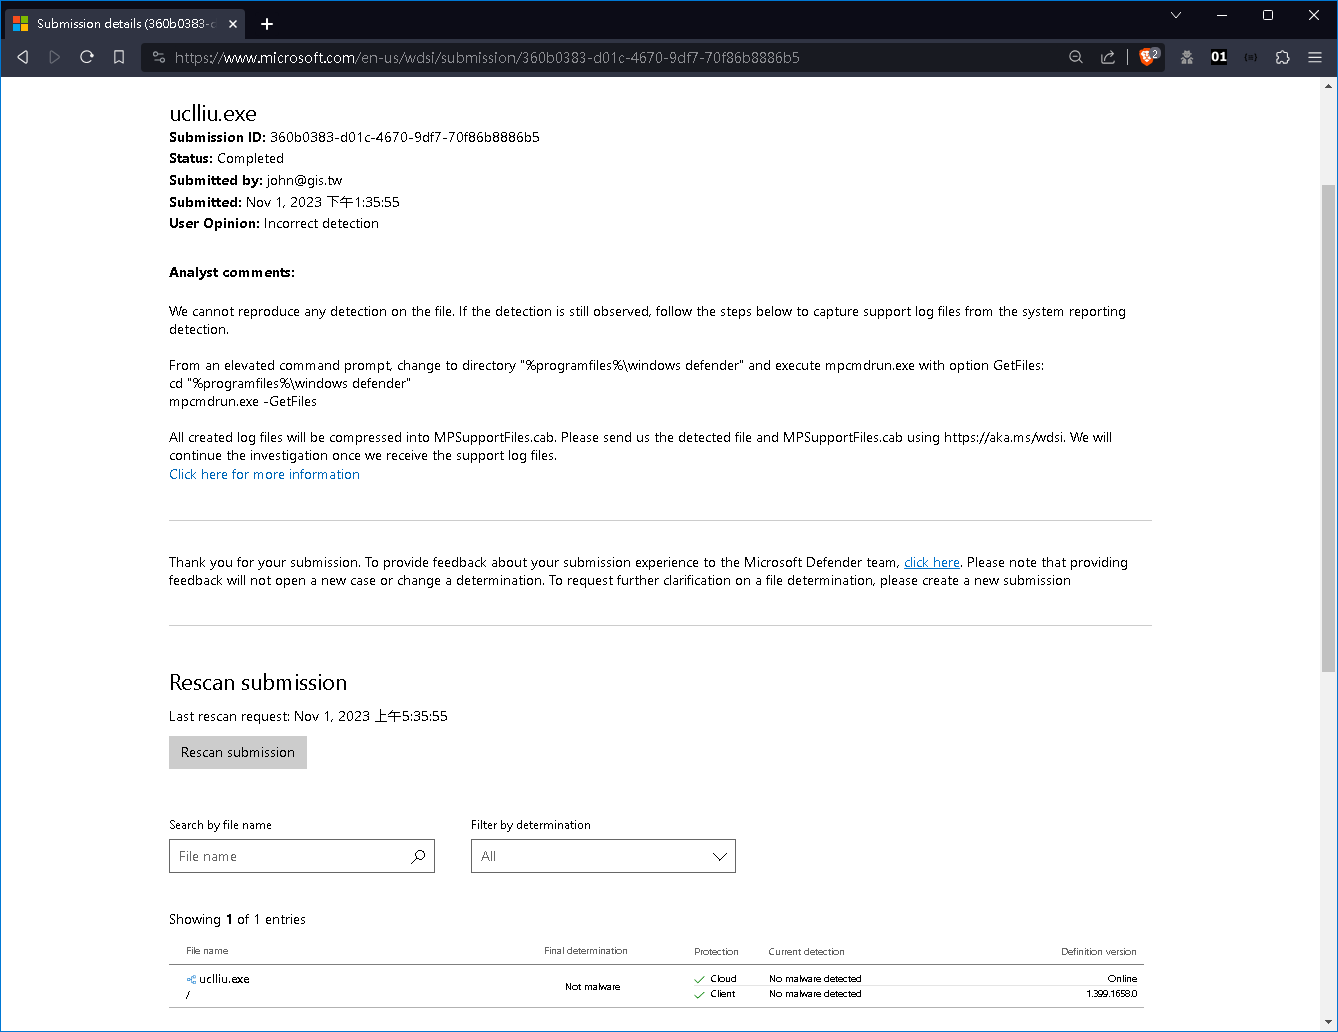 Submission details (360b0383-d
https://www.microsoft.com/en-us/wdsi/submission/360b0383-d01c-4670-9df7-70f86b8886b5
2
01
uclliu.exe
Submission ID: 360b0383-d01c-4670-9df7-70f86b8886b5
Status: Completed
Submitted by: john@gis.tw
Submitted: Nov 1, 2023 下午1:35:55
User Opinion: Incorrect detection
Analyst comments:
We cannot reproduce any detection on the file. If the detection is still observed, follow the steps below to capture support log files from the system reporting
detection.
From an elevated command prompt, change to directory "%programfiles%\windows defender" and execute mpcmdrun.exe with option GetFiles:
cd "%programfiles%\windows defender"
mpcmdrun.exe -GetFiles
All created log files will be compressed into MPSupportFiles.cab. Please send us the detected file and MPSupportFiles.cab using https://aka.ms/wdsi. We will
continue the investigation once we receive the support log files.
Click here for more information
Thank you for your submission. To provide feedback about your submission experience to the Microsoft Defender team, click here. Please note that providing
feedback will not open a new case or change a determination. To request further clarification on a file determination, please create a new submission
Rescan submission
Last rescan request: Nov 1, 2023 上午5:35:55
Rescan submission
Search by file name
Filter by determination
File name
All
Showing 1 of 1 entries
File name Final determination Protection Current detection Definition version
uclliu.exe
/
Not malware
Cloud No malware detected Online
Client No malware detected 1.399.1658.0